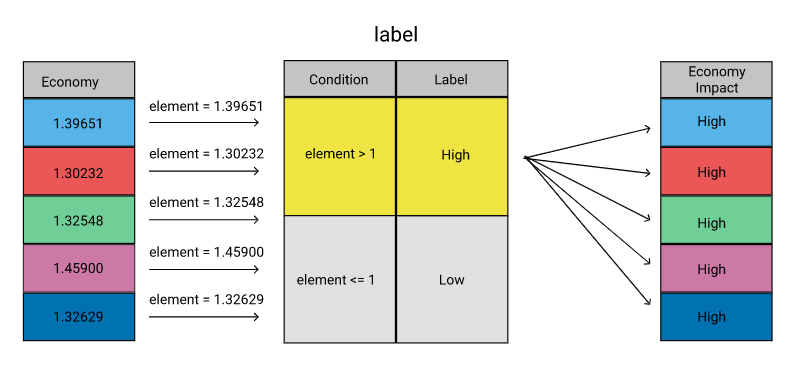 label
Economy
1.39651
1.30232
1.32548
1.45900
1.32629
element = 1.39651
element = 1.30232
element = 1.32548
element = 1.45900
element = 1.32629
Condition Label
element > 1 High
element <= 1 Low
Economy
Impact
High
High
High
High
High